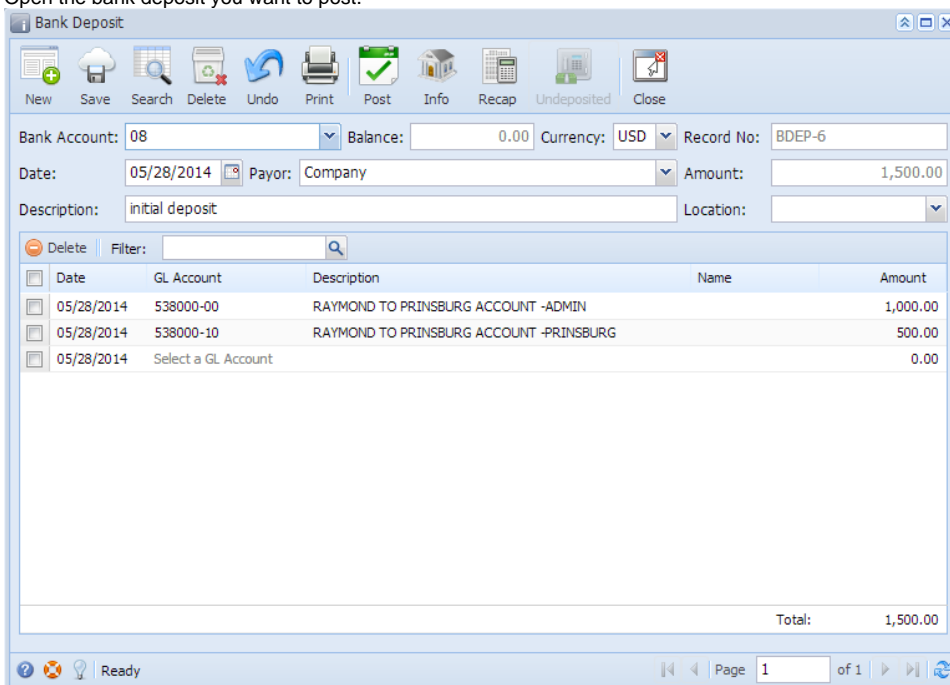 Open the bank deposit you want to post.
Bank Deposit
New Save Search Delete Undo Print Post Info Recap Undeposited Close
Bank Account: 08 Balance: 0.00 Currency: USD Record No: BDEP-6
Date: 05/28/2014 Payor: Company Amount: 1,500.00
Description: initial deposit Location:
Delete Filter:
Date GL Account Description Name Amount
05/28/2014 538000-00 RAYMOND TO PRINSBURG ACCOUNT -ADMIN 1,000.00
05/28/2014 538000-10 RAYMOND TO PRINSBURG ACCOUNT -PRINSBURG 500.00
05/28/2014 Select a GL Account 0.00
Total: 1,500.00
Ready Page 1 of 1